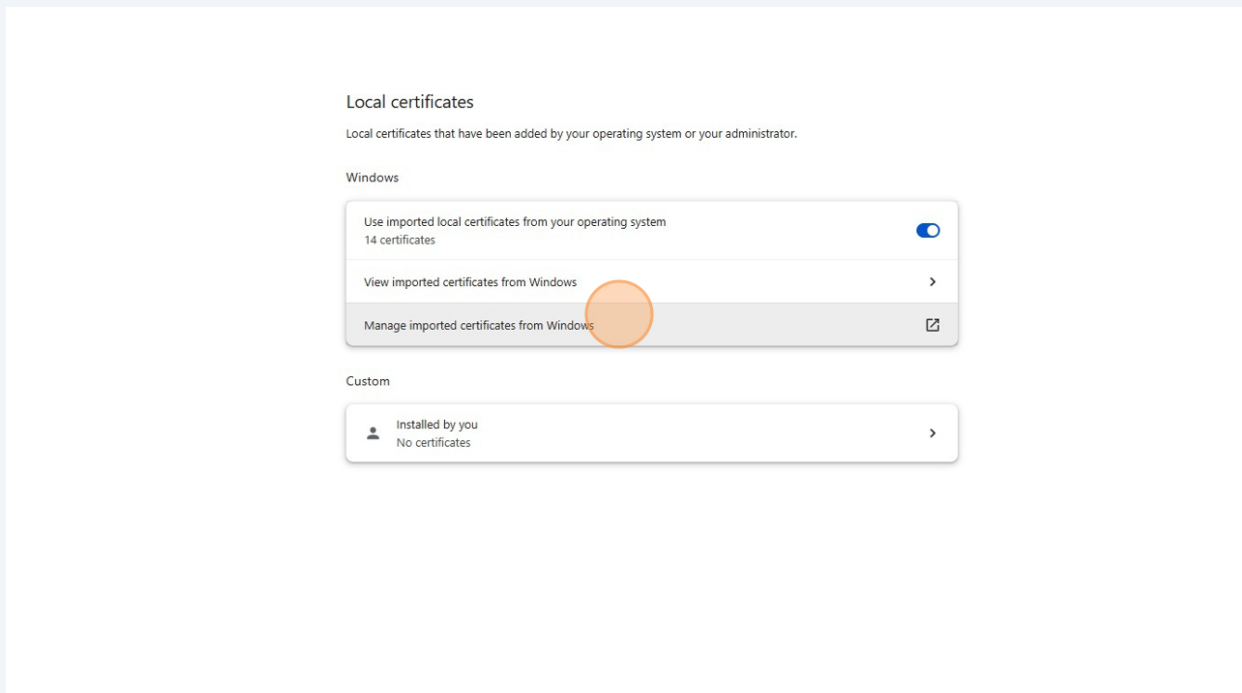 Local certificates
Local certificates that have been added by your operating system or your administrator.
Windows
Use imported local certificates from your operating system
14 certificates
View imported certificates from Windows
Manage imported certificates from Windows
Custom
Installed by you
No certificates